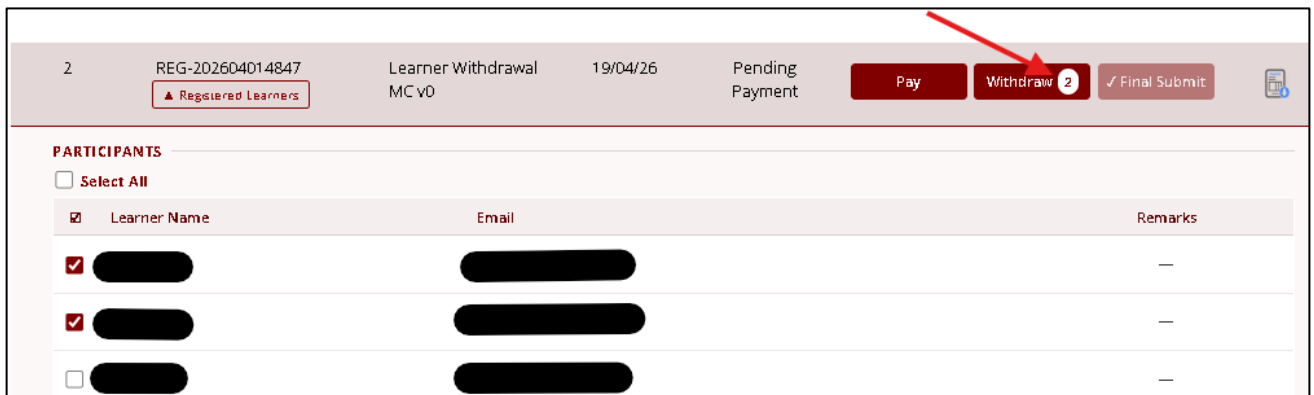 2 REG-202604014847 Learner Withdrawal 19/04/26 Pending Pay Withdraw 2 ✓ Final Submit
▲ Registered Learners MC v0 Payment
PARTICIPANTS
Select All
Learner Name Email Remarks
—
—
—